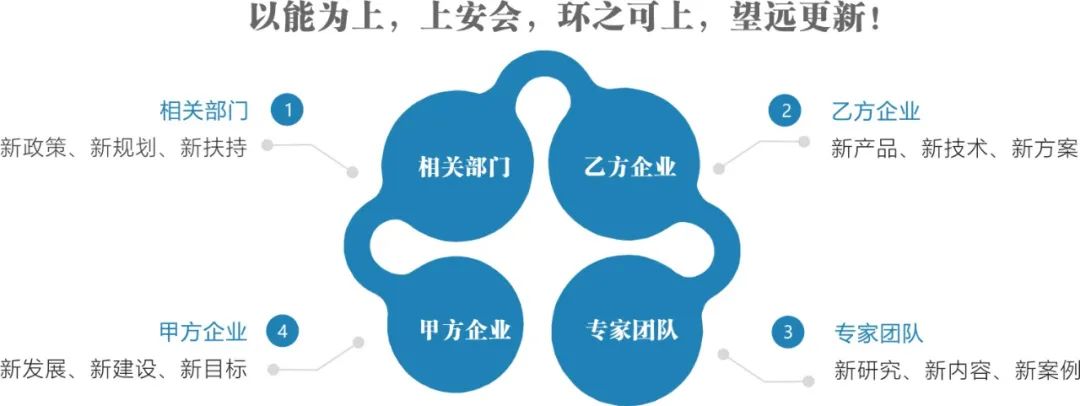 以能为上，上安会，环之可上，望远更新！
相关部门 1
新政策、新规划、新扶持
2 乙方企业
新产品、新技术、新方案
相关部门
乙方企业
甲方企业 4
新发展、新建设、新目标
3 专家团队
新研究、新内容、新案例
甲方企业
专家团队